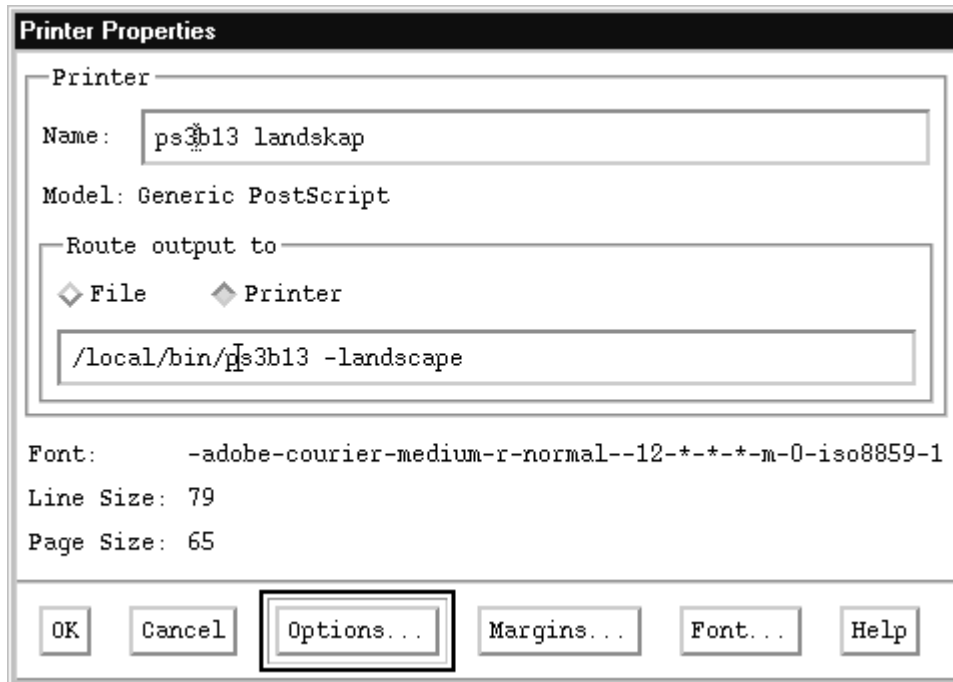 Printer Properties
Printer
Name: ps3b13 landskap
Model: Generic PostScript
Route output to
File Printer
/local/bin/ps3b13 -landscape
Font: -adobe-courier-medium-r-normal--12-*-*-*-m-0-iso8859-1
Line Size: 79
Page Size: 65
OK Cancel Options... Margins... Font... Help